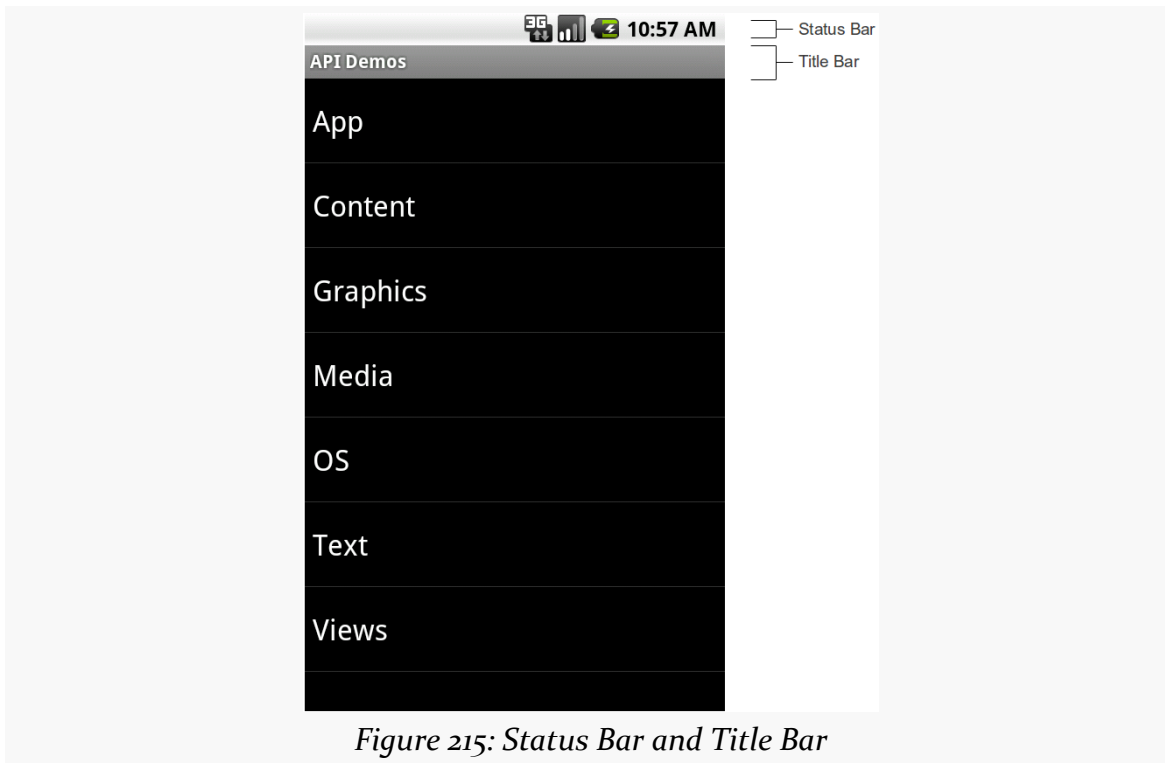 3G 10:57 AM
Status Bar
API Demos
Title Bar
App
Content
Graphics
Media
OS
Text
Views
Figure 215: Status Bar and Title Bar